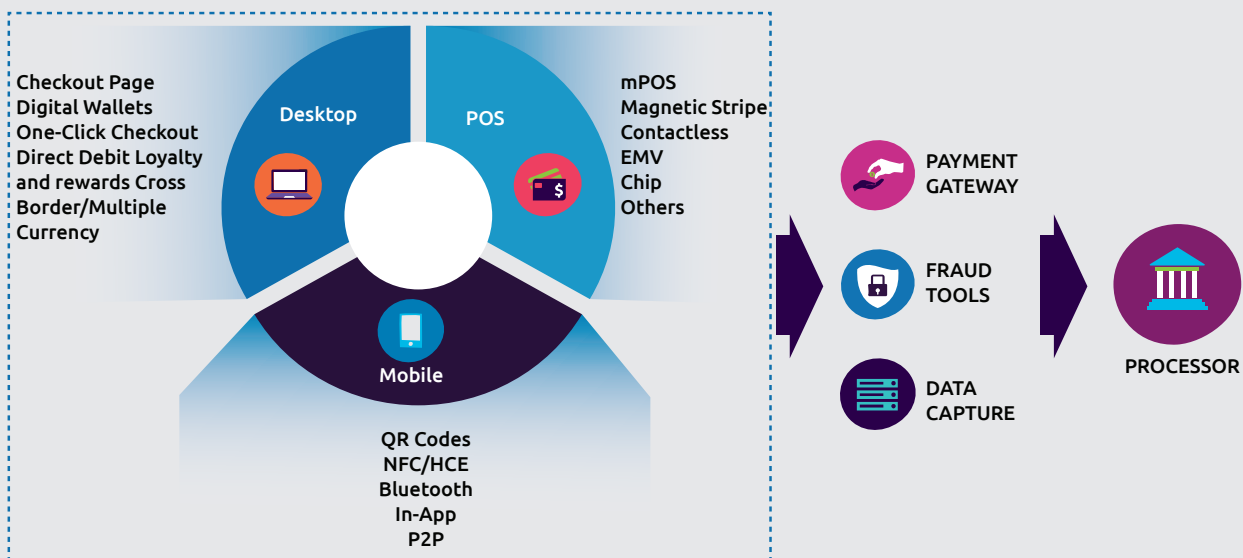 Checkout Page
Digital Wallets
One-Click Checkout
Direct Debit Loyalty
and rewards Cross
Border/Multiple
Currency
Desktop
POS
mPOS
Magnetic Stripe
Contactless
EMV
Chip
Others
$
Mobile
QR Codes
NFC/HCE
Bluetooth
In-App
P2P
PAYMENT
GATEWAY
FRAUD
TOOLS
DATA
CAPTURE
PROCESSOR